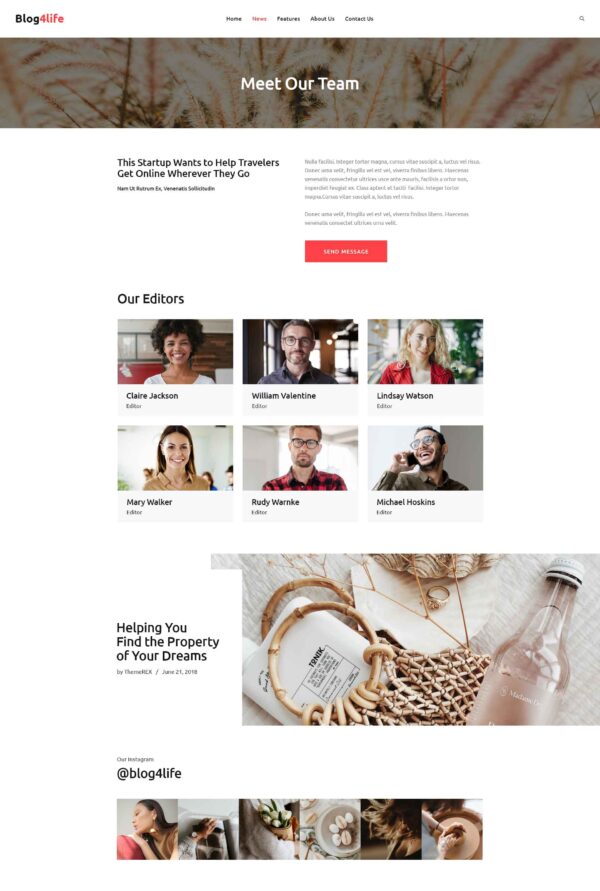 Blog4life
Home News Features About Us Contact Us
Meet Our Team
This Startup Wants to Help Travelers
Get Online Wherever They Go
Nam Ut Rutrum Ex, Venenatis Sollicitudin
Nulla facilisi. Integer tortor magna, cursus vitae suscipit a, luctus vel risus.
Donec urna velit, fringilla vel est vel, viverra finibus libero. Maecenas
venenatis consectetur ultrices usce ante mauris, facilisis a ortor non,
imperdiet feugiat ex. Class aptent et taciti facilisi. Integer tortor
magna,Cursus vitae suscipit a, luctus vel risus.
Donec urna velit, fringilla vel est vel, viverra finibus libero. Maecenas
venenatis consectet ultrices urna velit.
SEND MESSAGE
Our Editors
Claire Jackson
Editor
William Valentine
Editor
Lindsay Watson
Editor
Mary Walker
Editor
Rudy Warnke
Editor
Michael Hoskins
Editor
Helping You
Find the Property
of Your Dreams
by ThemeREX / June 21, 2018
TONIK
Our Instagram
@blog4life